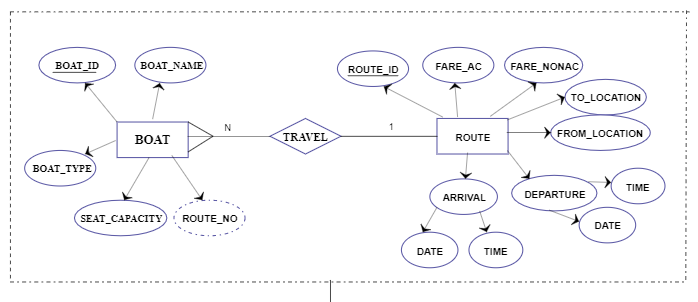 BOAT_ID
BOAT_NAME
ROUTE_ID
FARE_AC
FARE_NONAC
TO_LOCATION
BOAT
N
TRAVEL
1
ROUTE
FROM_LOCATION
BOAT_TYPE
SEAT_CAPACITY
ROUTE_NO
ARRIVAL
DEPARTURE
TIME
DATE
DATE
TIME